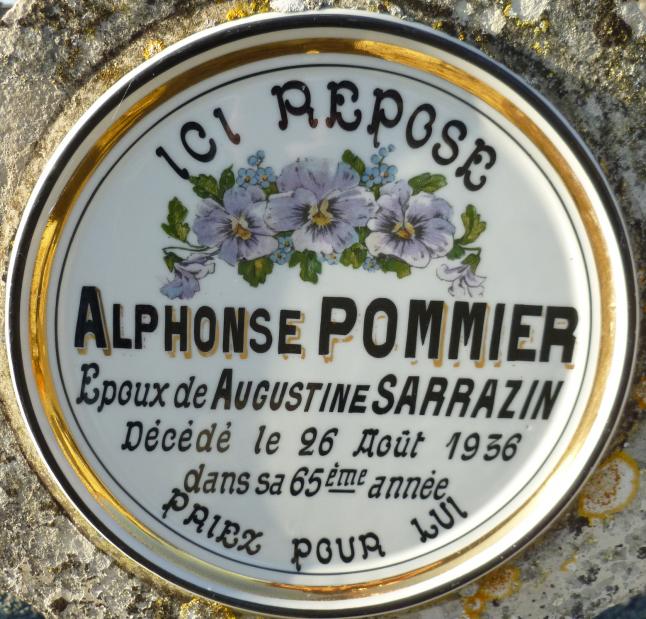 ICI REPOSE
ALPHONSE POMMIER
Epoux de AUGUSTINE SARRAZIN
Décédé le 26 Août 1936
dans sa 65ème année
PRIEZ POUR LUI